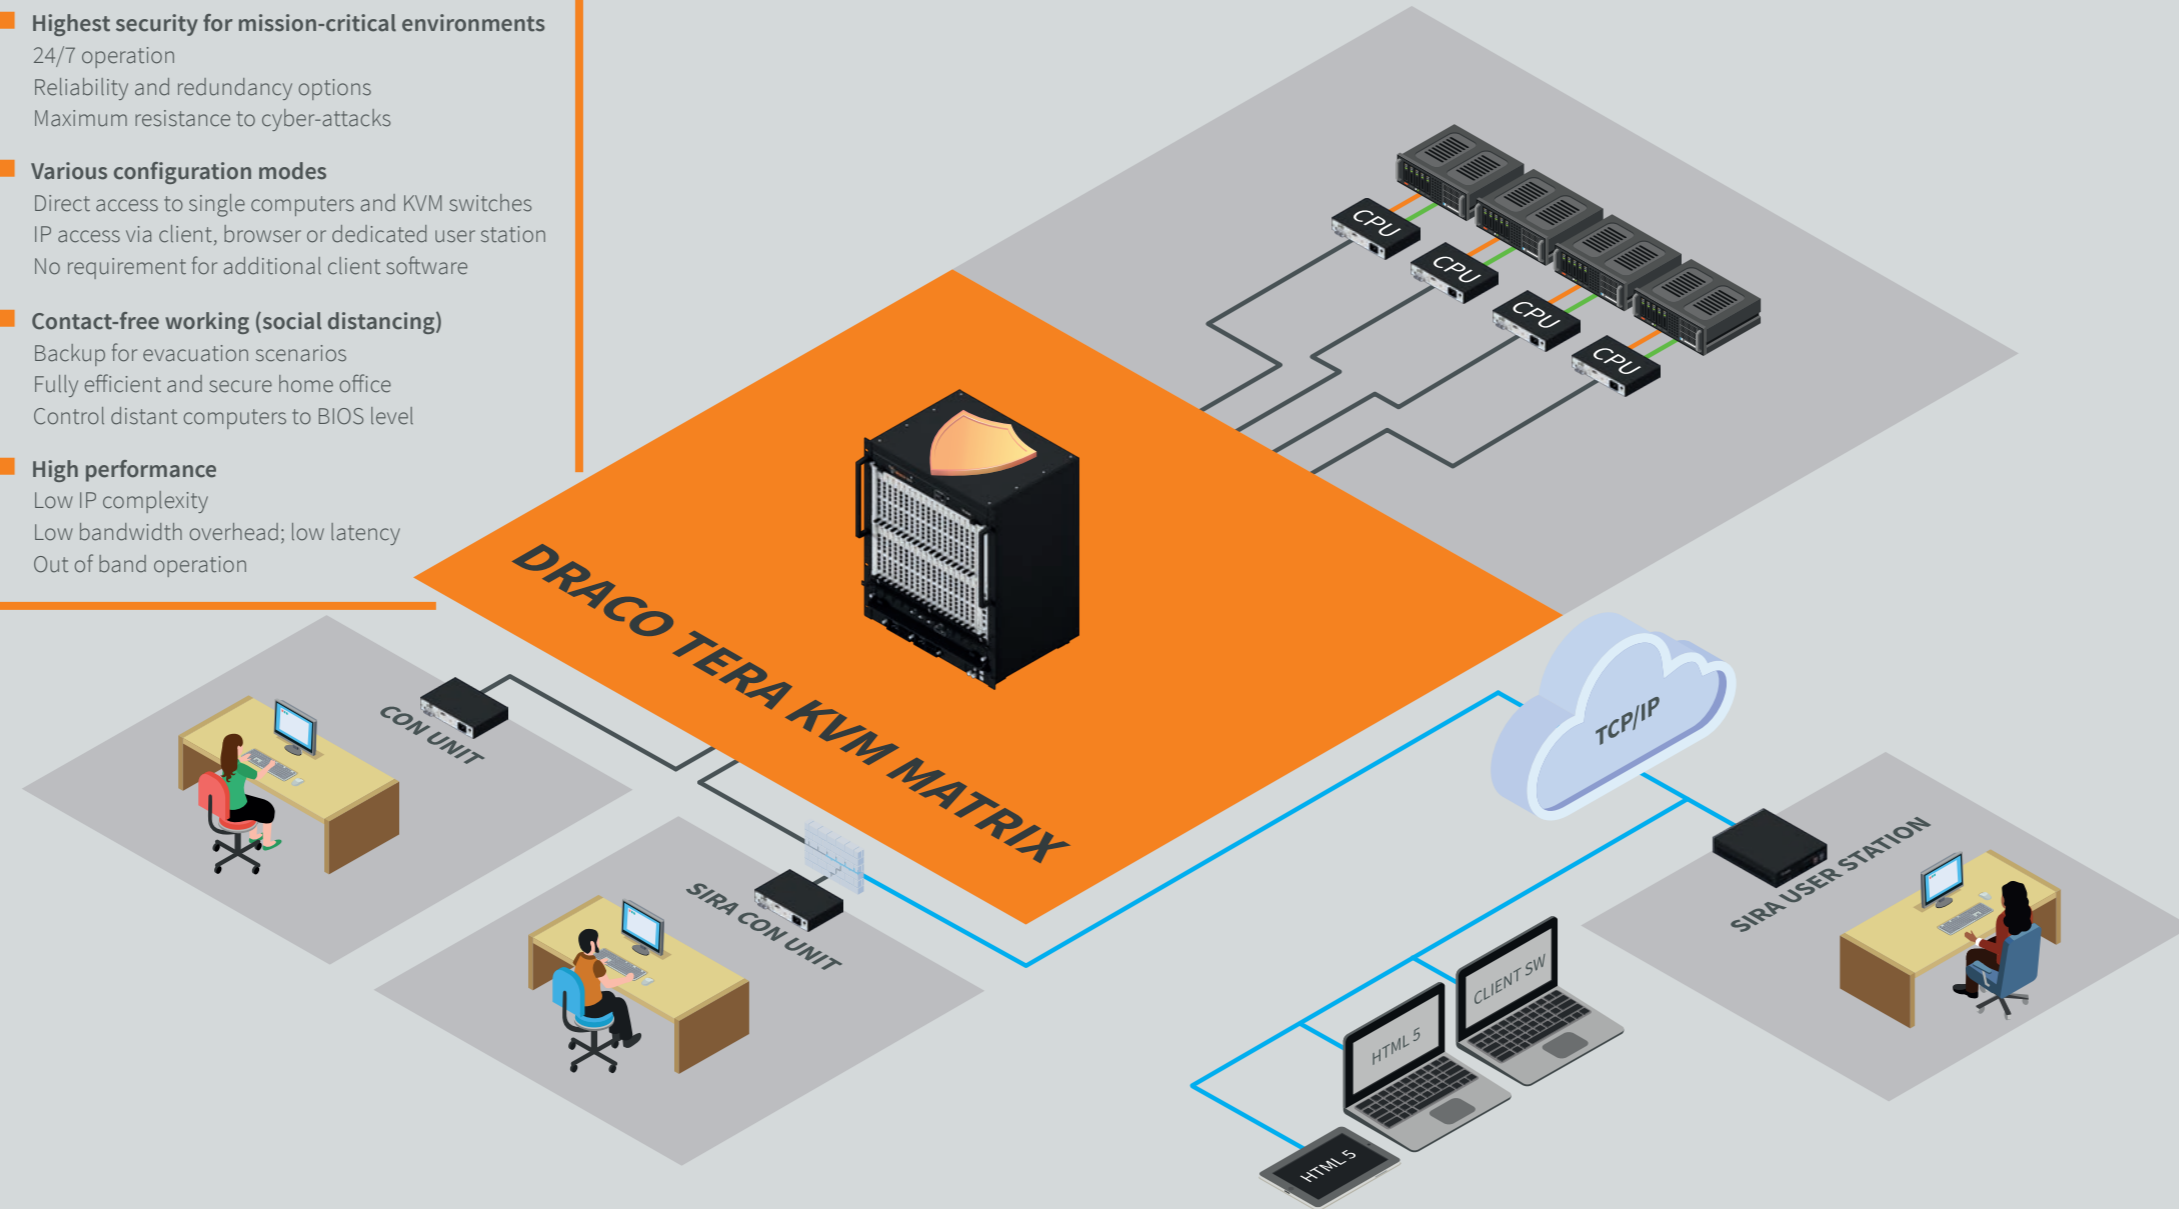 Highest security for mission-critical environments
24/7 operation
Reliability and redundancy options
Maximum resistance to cyber-attacks
Various configuration modes
Direct access to single computers and KVM switches
IP access via client, browser or dedicated user station
No requirement for additional client software
Contact-free working (social distancing)
Backup for evacuation scenarios
Fully efficient and secure home office
Control distant computers to BIOS level
High performance
Low IP complexity
Low bandwidth overhead; low latency
Out of band operation
CPU
CPU
CPU
CPU
DRACO TERA KVM MATRIX
CON UNIT
SIRA CON UNIT
TCP/IP
SIRA USER STATION
CLIENT SW
HTML 5
HTML 5